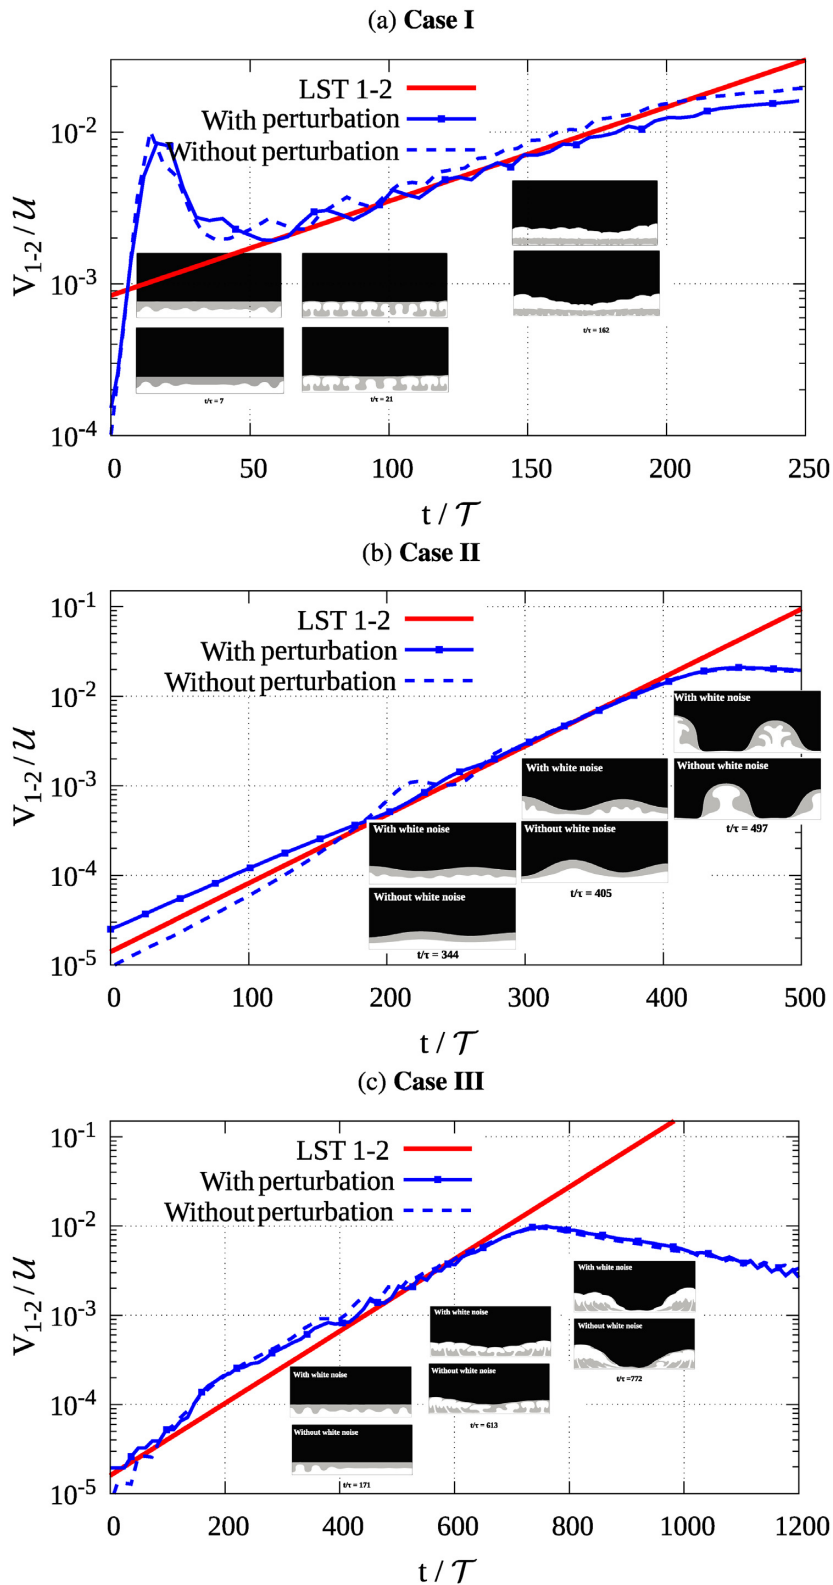 (a) Case I
LST 1-2
With perturbation
Without perturbation
V1-2 / U
10-2
10-3
10-4
t/τ = 7
t/τ = 21
t/τ = 162
0 50 100 150 200 250
t / T
(b) Case II
LST 1-2
With perturbation
Without perturbation
V1-2 / U
10-1
10-2
10-3
10-4
10-5
With white noise
Without white noise
t/τ = 344
With white noise
Without white noise
t/τ = 405
With white noise
Without white noise
t/τ = 497
0 100 200 300 400 500
t / T
(c) Case III
LST 1-2
With perturbation
Without perturbation
V1-2 / U
10-1
10-2
10-3
10-4
10-5
With white noise
Without white noise
t/τ = 171
With white noise
Without white noise
t/τ = 613
With white noise
Without white noise
t/τ =772
0 200 400 600 800 1000 1200
t / T